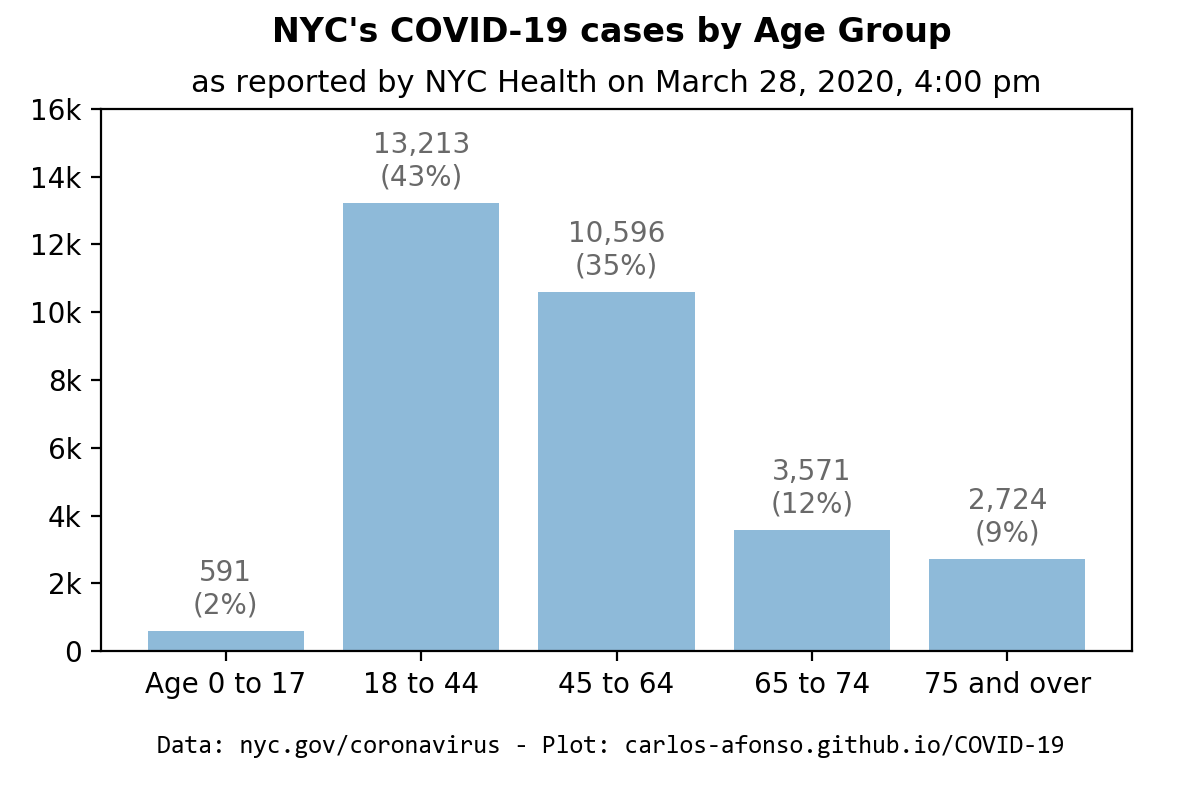 NYC's COVID-19 cases by Age Group
as reported by NYC Health on March 28, 2020, 4:00 pm
16k
14k
12k
10k
8k
6k
4k
2k
0
591
(2%)
13,213
(43%)
10,596
(35%)
3,571
(12%)
2,724
(9%)
Age 0 to 17
18 to 44
45 to 64
65 to 74
75 and over
Data: nyc.gov/coronavirus - Plot: carlos-afonso.github.io/COVID-19